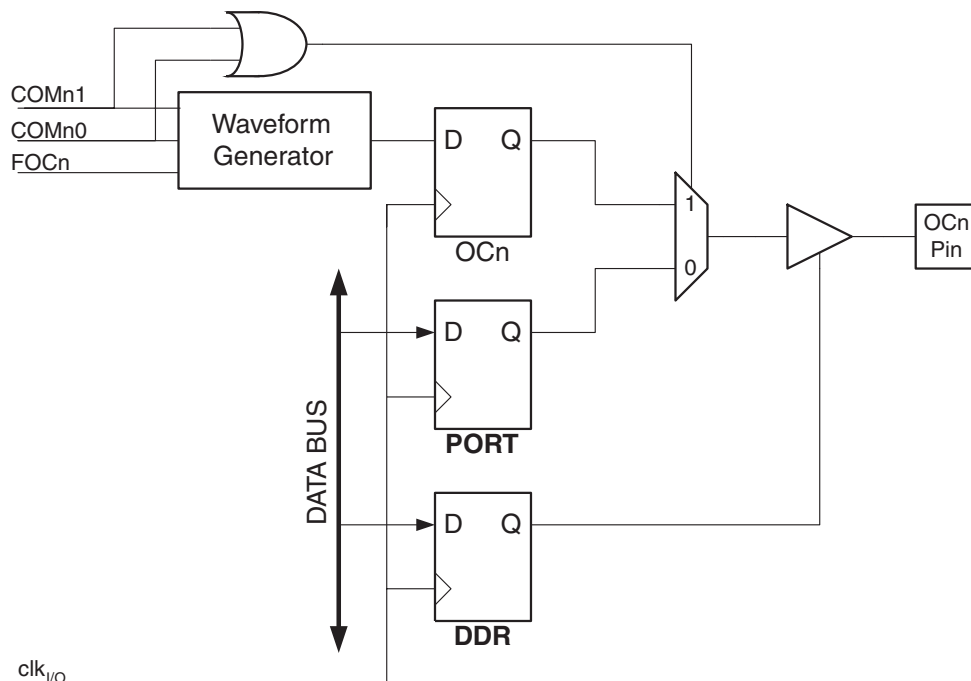 COMn1
COMn0
FOCn
Waveform
Generator
D Q
OCn
1
0
OCn
Pin
D Q
PORT
DATA BUS
D Q
DDR
clkI/O